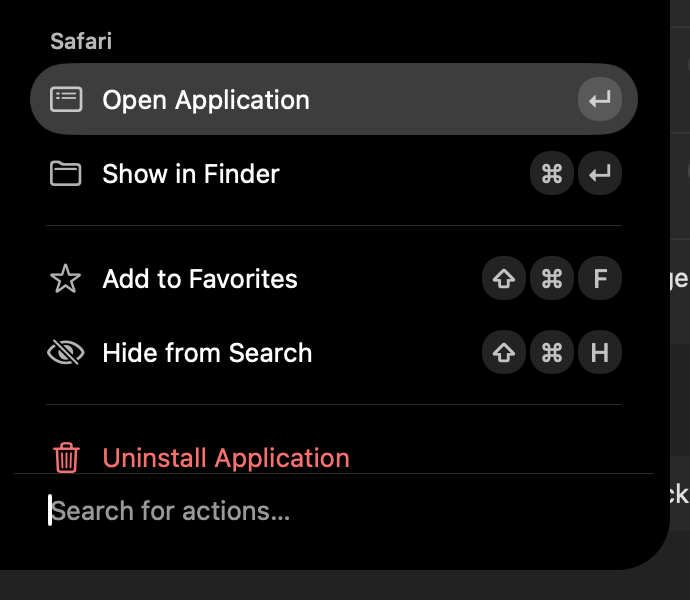 Safari
Open Application ↵
Show in Finder ⌘ ↵
Add to Favorites ⇧ ⌘ F
Hide from Search ⇧ ⌘ H
Uninstall Application
Search for actions...